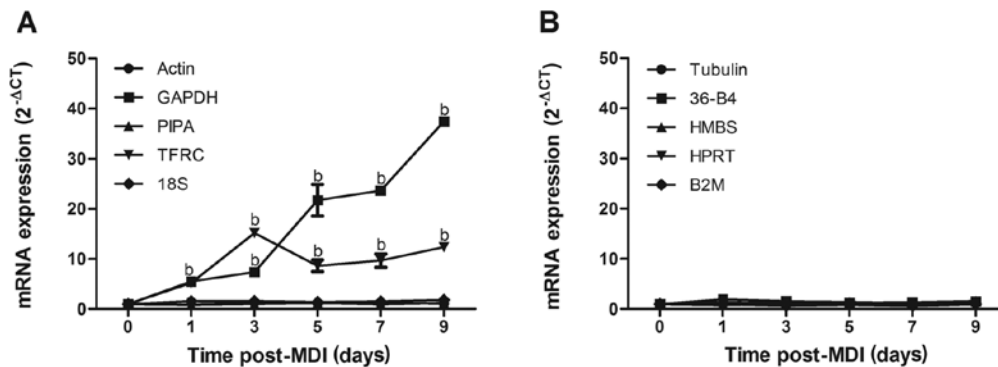 A
mRNA expression (2^-ΔCT)
50
40
30
20
10
0
Actin
GAPDH
PIPA
TFRC
18S
b
b
b
b
b
b
b
b
b
0 1 3 5 7 9
Time post-MDI (days)
B
mRNA expression (2^-ΔCT)
50
40
30
20
10
0
Tubulin
36-B4
HMBS
HPRT
B2M
0 1 3 5 7 9
Time post-MDI (days)